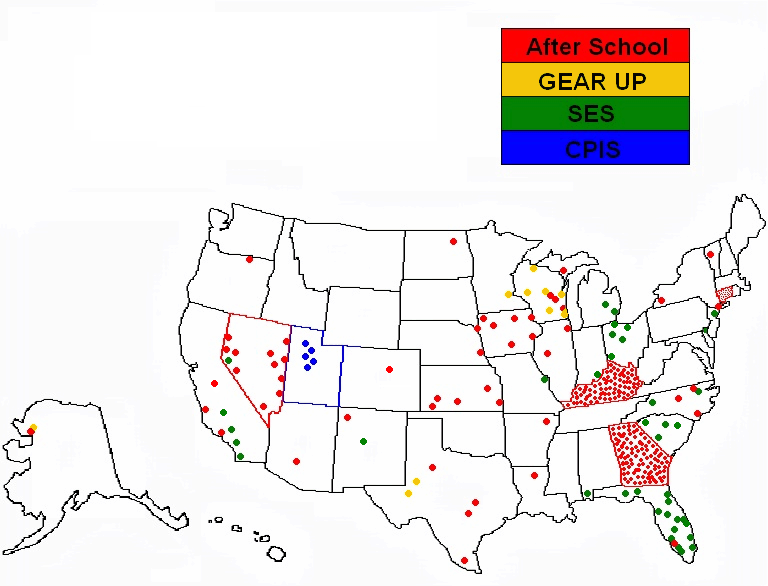 After School
GEAR UP
SES
CPIS